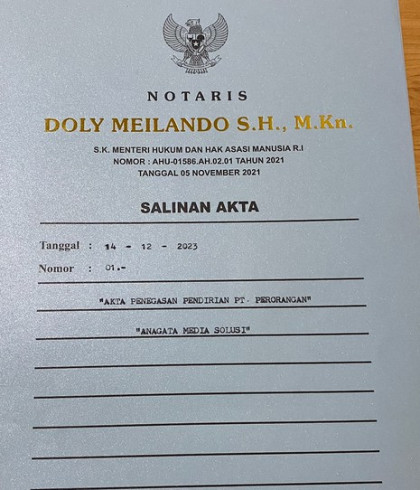 NOTARIS
DOLY MEILANDO S.H., M.Kn.
S.K. MENTERI HUKUM DAN HAK ASASI MANUSIA R.I
NOMOR : AHU-01586.AH.02.01 TAHUN 2021
TANGGAL 05 NOVEMBER 2021
SALINAN AKTA
Tanggal : 14 - 12 - 2023
Nomor : 01.-
"AKTA PENEGASAN PENDIRIAN PT. PERORANGAN"
"ANAGATA MEDIA SOLUSI"